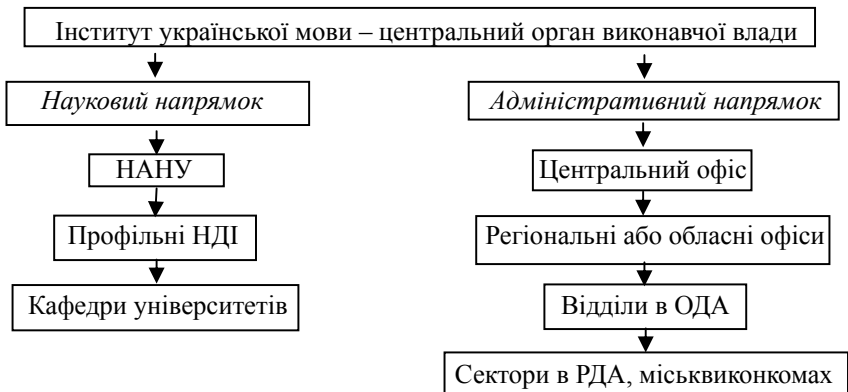 Інститут української мови – центральний орган виконавчої влади
Науковий напрямок
Адміністративний напрямок
НАНУ
Центральний офіс
Профільні НДІ
Регіональні або обласні офіси
Кафедри університетів
Відділи в ОДА
Сектори в РДА, міськвиконкомах